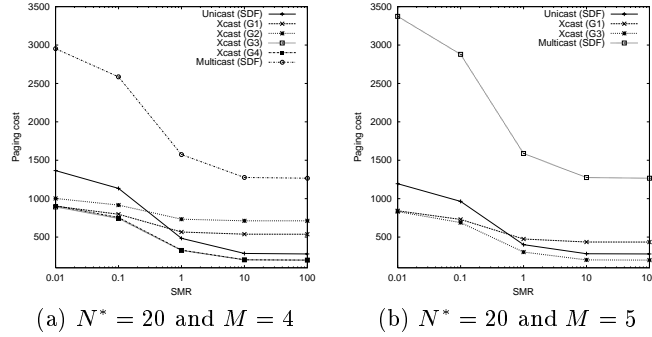 3500
3000
2500
2000
1500
1000
500
Paging cost
0.01
0.1
1
10
100
SMR
Unicast (SDF)
Xcast (G1)
Xcast (G2)
Xcast (G3)
Xcast (G4)
Multicast (SDF)
(a) N* = 20 and M = 4
3500
3000
2500
2000
1500
1000
500
Paging cost
0.01
0.1
1
10
SMR
Unicast (SDF)
Xcast (G1)
Xcast (G3)
Multicast (SDF)
(b) N* = 20 and M = 5